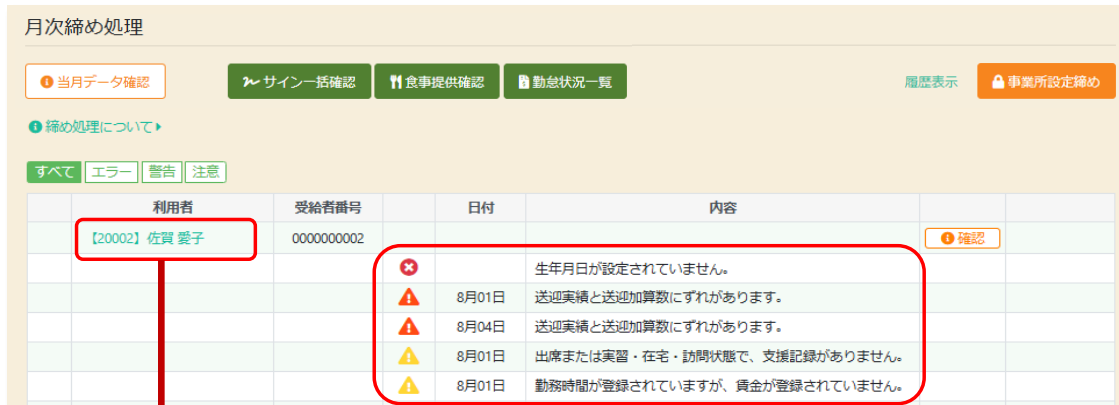 月次締め処理
当月データ確認 サイン一括確認 食事提供確認 勤怠状況一覧 履歴表示 事業所設定締め
締め処理について
すべて エラー 警告 注意
利用者 受給者番号 日付 内容
【20002】佐賀 愛子 0000000002 確認
生年月日が設定されていません。
8月01日 送迎実績と送迎加算数にずれがあります。
8月04日 送迎実績と送迎加算数にずれがあります。
8月01日 出席または実習・在宅・訪問状態で、支援記録がありません。
8月01日 勤務時間が登録されていますが、賃金が登録されていません。